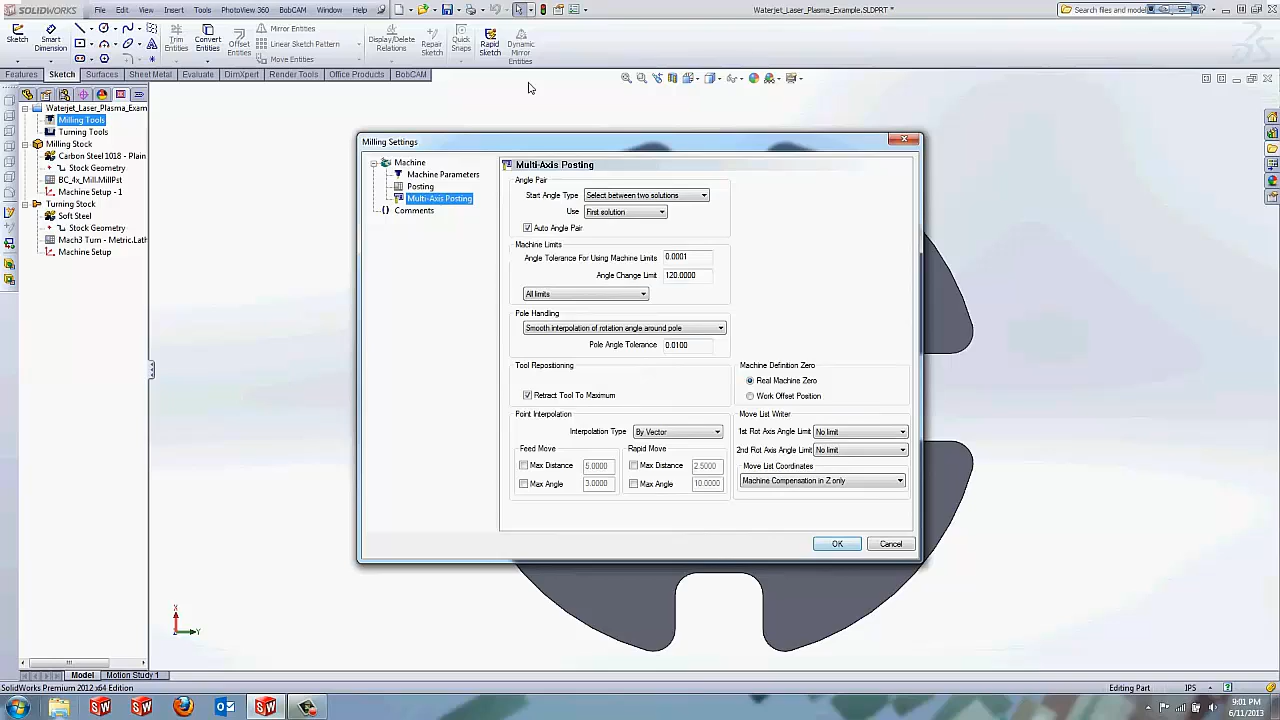 SOLIDWORKS File Edit View Insert Tools PhotoView 360 BobCAM Window Help Waterjet_Laser_Plasma_Example.SLDPRT * Search files and models
Sketch Smart Dimension Trim Entities Convert Entities Offset Entities Mirror Entities Linear Sketch Pattern Move Entities Display/Delete Relations Repair Sketch Quick Snaps Rapid Sketch Dynamic Mirror Entities
Features Sketch Surfaces Sheet Metal Evaluate DimXpert Render Tools Office Products BobCAM
Waterjet_Laser_Plasma_Exam
Milling Tools
Turning Tools
Milling Stock
Carbon Steel 1018 - Plain
Stock Geometry
BC_4x_Mill.MillPst
Machine Setup - 1
Turning Stock
Soft Steel
Stock Geometry
Mach3 Turn - Metric.Lath
Machine Setup
Milling Settings
Machine
Machine Parameters
Posting
Multi-Axis Posting
Comments
Multi-Axis Posting
Angle Pair
Start Angle Type Select between two solutions
Use First solution
Auto Angle Pair
Machine Limits
Angle Tolerance For Using Machine Limits 0.0001
Angle Change Limit 120.0000
All limits
Pole Handling
Smooth interpolation of rotation angle around pole
Pole Angle Tolerance 0.0100
Tool Repositioning
Retract Tool To Maximum
Machine Definition Zero
Real Machine Zero
Work Offset Position
Point Interpolation
Interpolation Type By Vector
Feed Move Rapid Move
Max Distance 5.0000 Max Distance 2.5000
Max Angle 3.0000 Max Angle 10.0000
Move List Writer
1st Rot Axis Angle Limit No limit
2nd Rot Axis Angle Limit No limit
Move List Coordinates
Machine Compensation in Z only
OK Cancel
X
Z Y
Model Motion Study 1
SolidWorks Premium 2012 x64 Edition Editing Part IPS
9:01 PM
6/11/2013